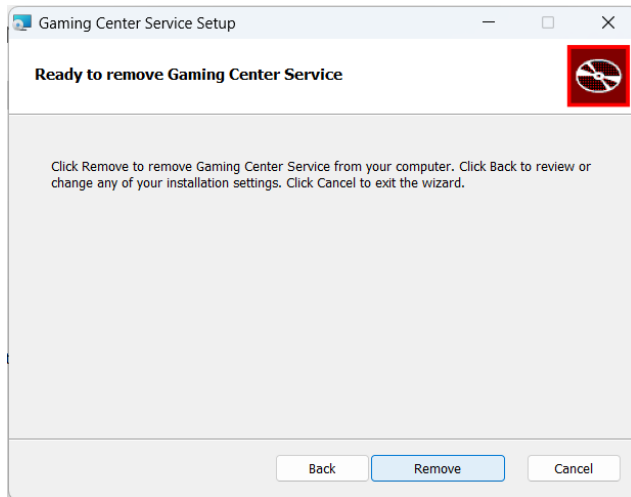 Gaming Center Service Setup
Ready to remove Gaming Center Service
Click Remove to remove Gaming Center Service from your computer. Click Back to review or
change any of your installation settings. Click Cancel to exit the wizard.
Back Remove Cancel